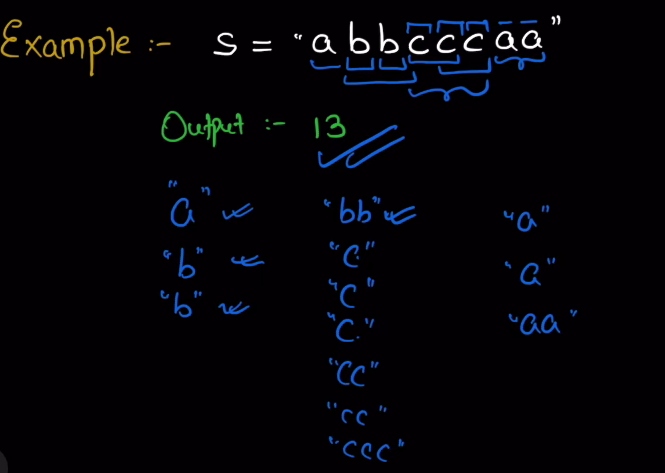 Example :- S = "abbcccaa"
Output :- 13
"a"
"b"
"b"
"bb"
"c"
"c"
"c"
"cc"
"cc"
"ccc"
"a"
"a"
"aa"